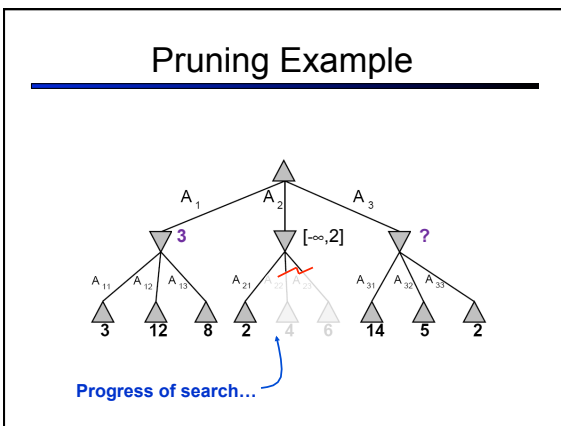 Pruning Example
A1 A2 A3
3 [-∞,2] ?
A11 A12 A13 A21 A22 A23 A31 A32 A33
3 12 8 2 4 6 14 5 2
Progress of search…